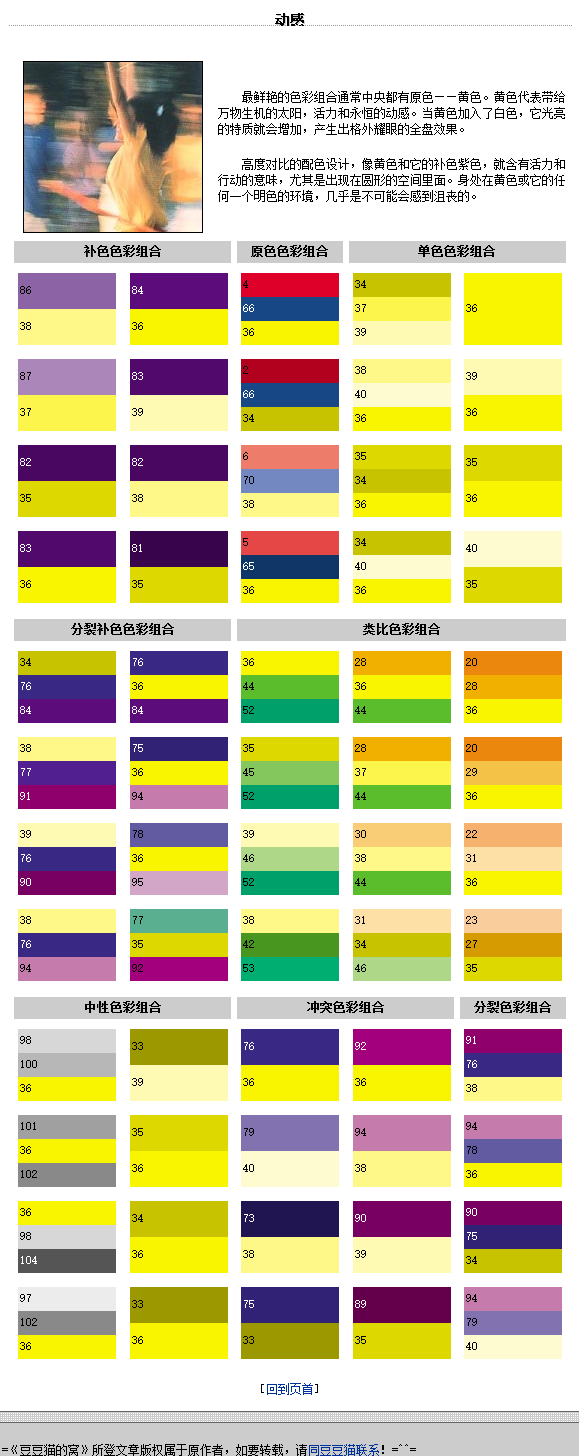 动感
最鲜艳的色彩组合通常中央都有原色－－黄色。黄色代表带给
万物生机的太阳，活力和永恒的动感。当黄色加入了白色，它光亮
的特质就会增加，产生出格外耀眼的全盘效果。
高度对比的配色设计，像黄色和它的补色紫色，就含有活力和
行动的意味，尤其是出现在圆形的空间里面。身处在黄色或它的任
何一个明色的环境，几乎是不可能会感到沮丧的。
补色色彩组合 原色色彩组合 单色色彩组合
86 84 4 34 36
66 37
38 36 36 39
87 83 2 38 39
66 40
37 39 34 36 36
82 82 6 35 35
70 34
35 38 38 36 36
83 81 5 34 40
65 40
36 35 36 36 35
分裂补色色彩组合 类比色彩组合
34 76 36 28 20
76 36 44 36 28
84 84 52 44 36
38 75 35 28 20
77 36 45 37 29
91 94 52 44 36
39 78 39 30 22
76 36 46 38 31
90 95 52 44 36
38 77 38 31 23
76 35 42 34 27
94 92 53 46 35
中性色彩组合 冲突色彩组合 分裂色彩组合
98 33 76 92 91
100 76
36 39 36 36 38
101 35 79 94 94
36 78
102 36 40 38 36
36 34 73 90 90
98 75
104 36 38 39 34
97 33 75 89 94
102 79
36 36 33 35 40
[回到页首]
=《豆豆猫的窝》所登文章版权属于原作者，如要转载，请同豆豆猫联系！=^^=